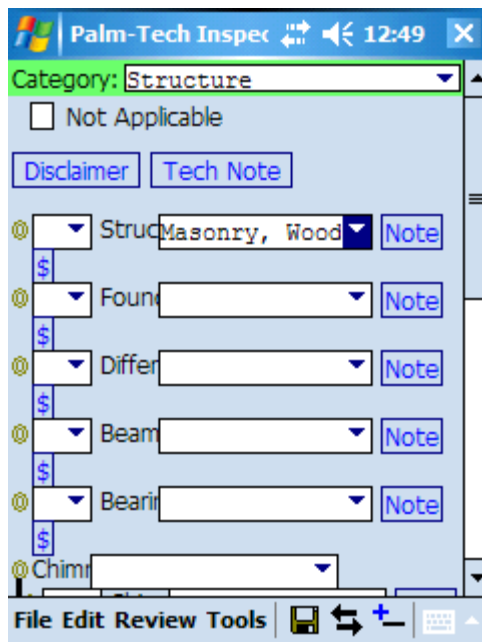 Palm-Tech Inspec 12:49
Category: Structure
Not Applicable
Disclaimer Tech Note
Struc Masonry, Wood Note
$
Foun Note
$
Differ Note
$
Beam Note
$
Bearin Note
$
Chimr
File Edit Review Tools